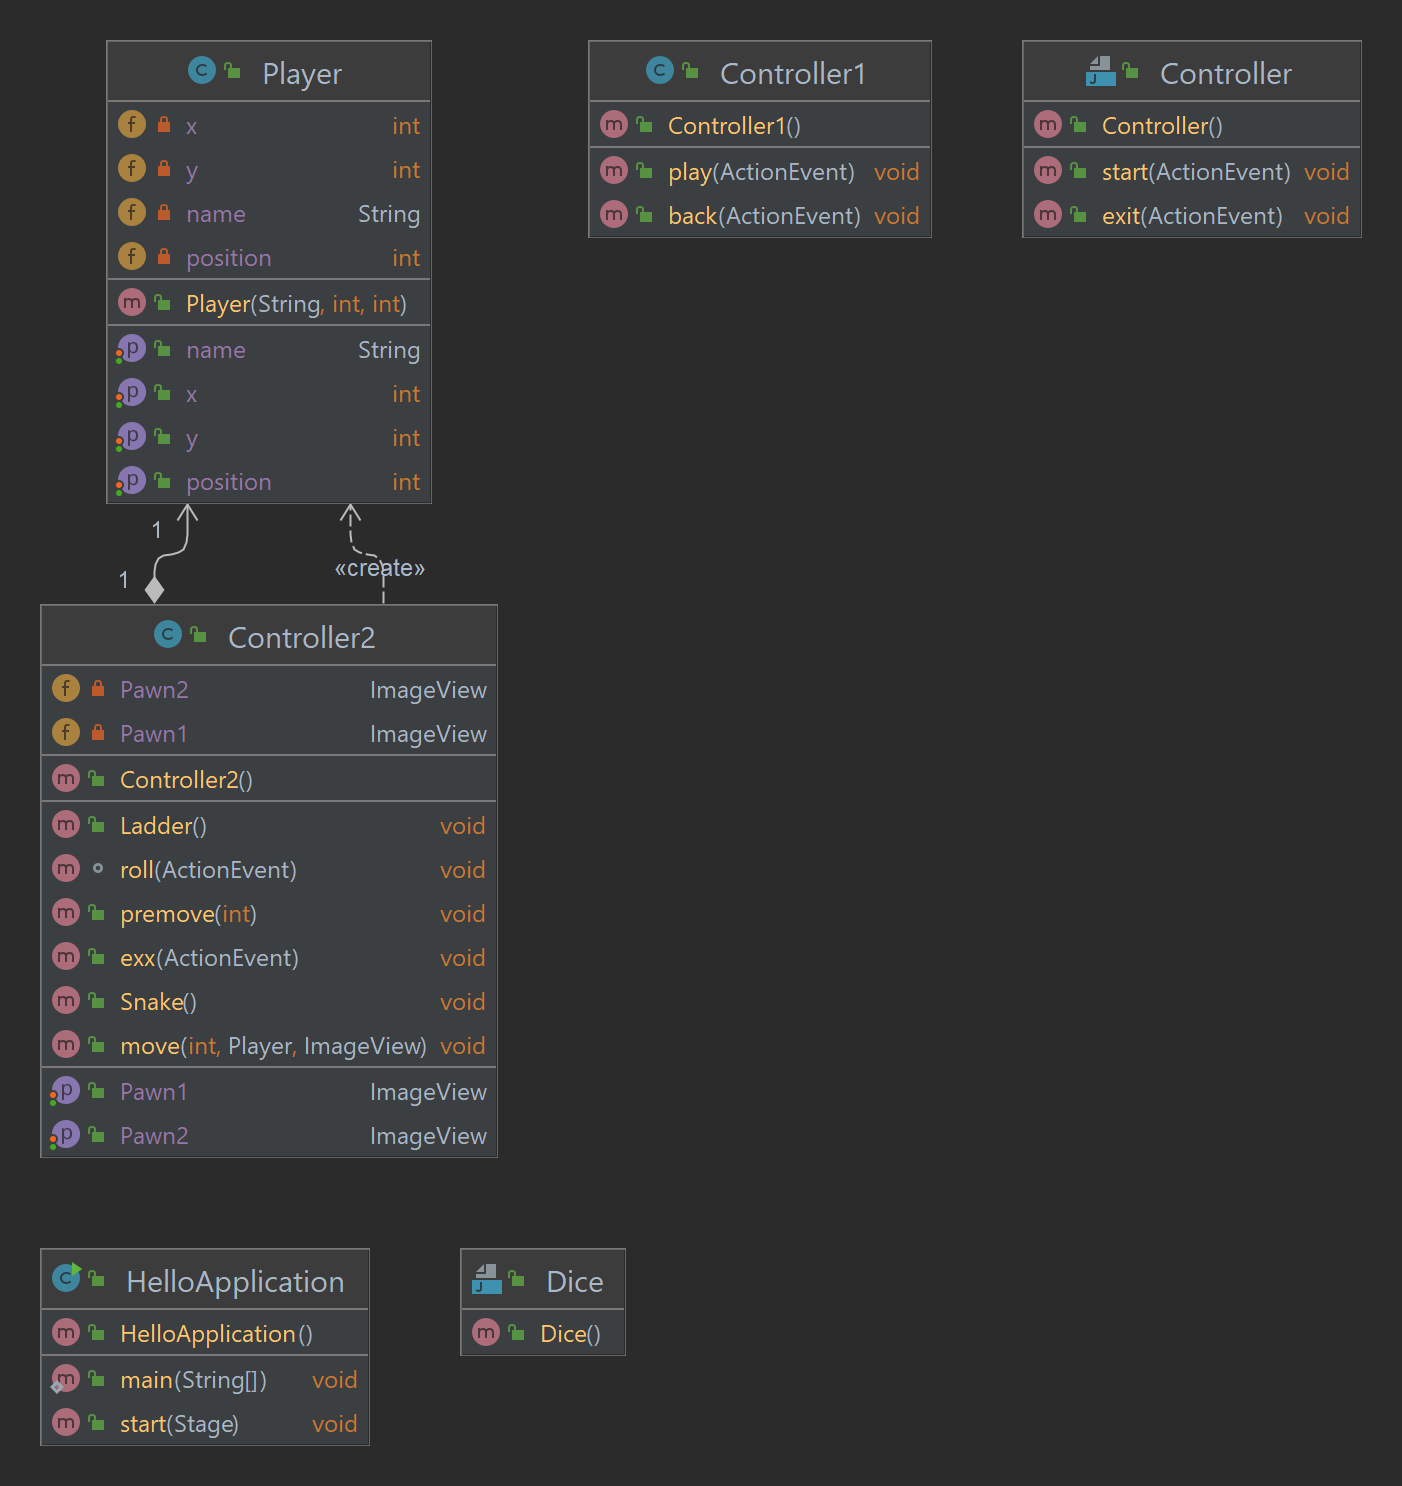 Player
x int
y int
name String
position int
Player(String, int, int)
name String
x int
y int
position int
Controller1
Controller1()
play(ActionEvent) void
back(ActionEvent) void
Controller
Controller()
start(ActionEvent) void
exit(ActionEvent) void
1
1
«create»
Controller2
Pawn2 ImageView
Pawn1 ImageView
Controller2()
Ladder() void
roll(ActionEvent) void
premove(int) void
exx(ActionEvent) void
Snake() void
move(int, Player, ImageView) void
Pawn1 ImageView
Pawn2 ImageView
HelloApplication
HelloApplication()
main(String[]) void
start(Stage) void
Dice
Dice()